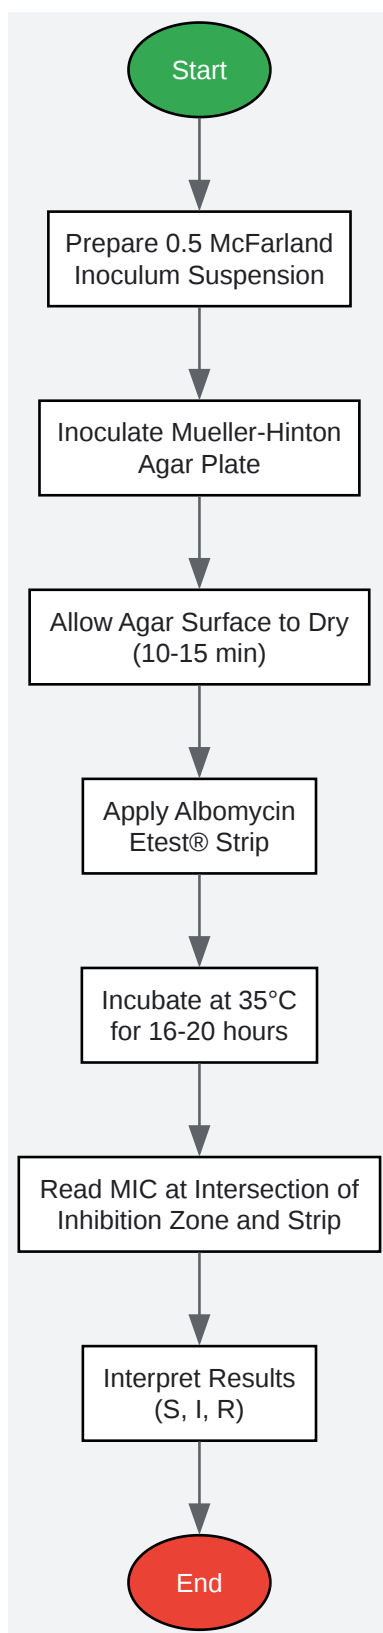 Start
Prepare 0.5 McFarland
Inoculum Suspension
Inoculate Mueller-Hinton
Agar Plate
Allow Agar Surface to Dry
(10-15 min)
Apply Albomycin
Etest® Strip
Incubate at 35°C
for 16-20 hours
Read MIC at Intersection of
Inhibition Zone and Strip
Interpret Results
(S, I, R)
End